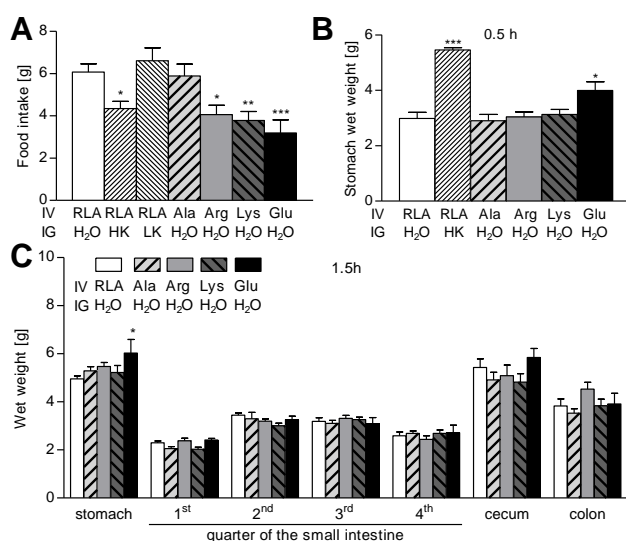 A
Food intake [g]
8
6
4
2
0
*
*
**
***
IV RLA RLA RLA Ala Arg Lys Glu
IG H₂O HK LK H₂O H₂O H₂O H₂O
B
0.5 h
Stomach wet weight [g]
6
4
2
0
***
*
IV RLA RLA Ala Arg Lys Glu
IG H₂O HK H₂O H₂O H₂O H₂O
C
1.5h
IV RLA Ala Arg Lys Glu
IG H₂O H₂O H₂O H₂O H₂O
Wet weight [g]
10
8
6
4
2
0
*
stomach 1st 2nd 3rd 4th cecum colon
quarter of the small intestine